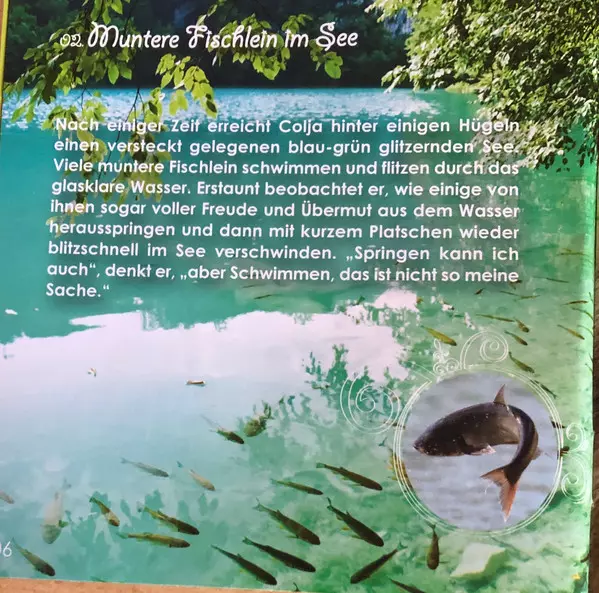 02. Muntere Fischlein im See
Nach einiger Zeit erreicht Colja hinter einigen Hügeln
einen versteckt gelegenen blau-grün glitzernden See.
Viele muntere Fischlein schwimmen und flitzen durch das
glasklare Wasser. Erstaunt beobachtet er, wie einige von
ihnen sogar voller Freude und Übermut aus dem Wasser
herausspringen und dann mit kurzem Platschen wieder
blitzschnell im See verschwinden. „Springen kann ich
auch“, denkt er, „aber Schwimmen, das ist nicht so meine
Sache.“
06